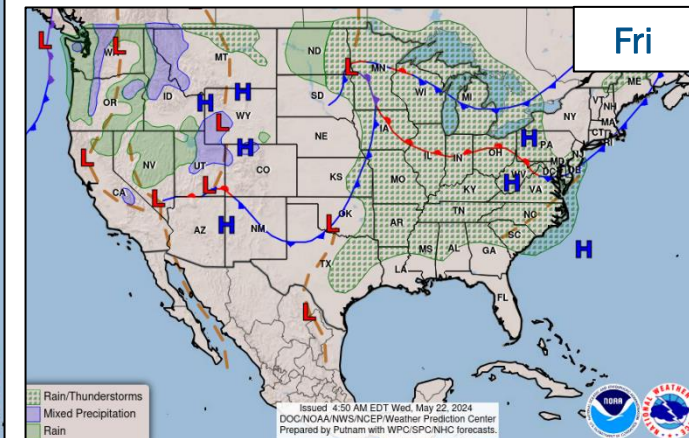 Fri
L
L
L
W
MT
ND
MN
ME
OR
ID
SD
WI
MI
VT
NH
NY
MA
CT
RI
H
H
WY
L
IA
H
PA
NJ
NE
H
L
NV
UT
CO
IL
IN
OH
MD
DC
DE
WV
VA
H
CA
L
L
KS
MO
KY
AZ
H
NM
OK
L
TN
NC
AR
SC
H
TX
MS
AL
GA
LA
FL
L
Rain/Thunderstorms
Mixed Precipitation
Rain
Issued 4:50 AM EDT Wed, May 22, 2024
DOC/NOAA/NWS/NCEP/Weather Prediction Center
Prepared by Putnam with WPC/SPC/NHC forecasts.
NOAA
NATIONAL WEATHER